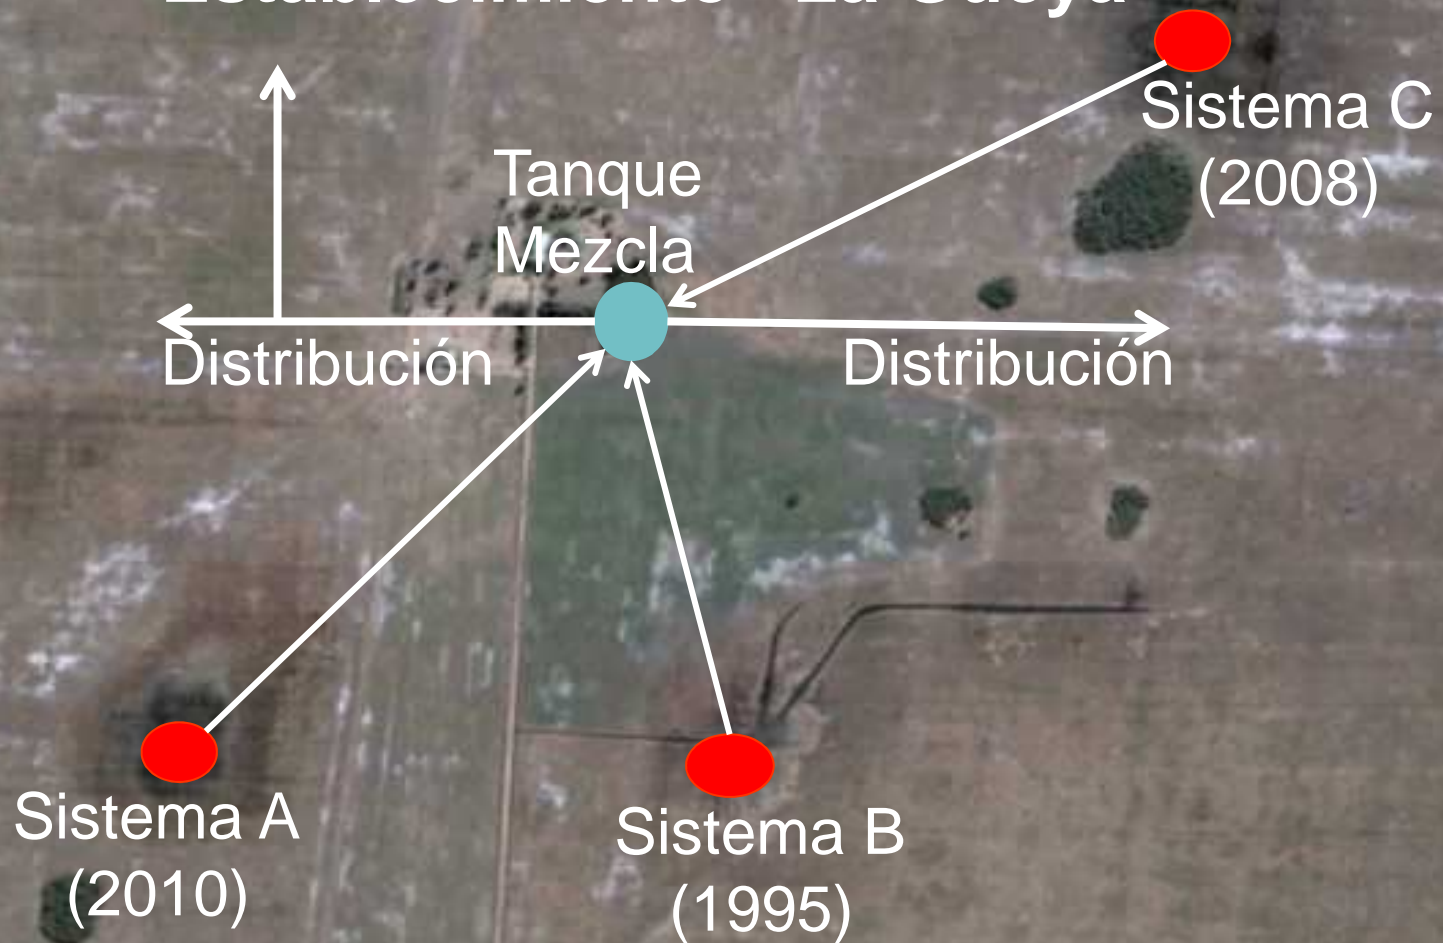 Sistema C
(2008)
Tanque
Mezcla
Distribución
Distribución
Sistema A
(2010)
Sistema B
(1995)